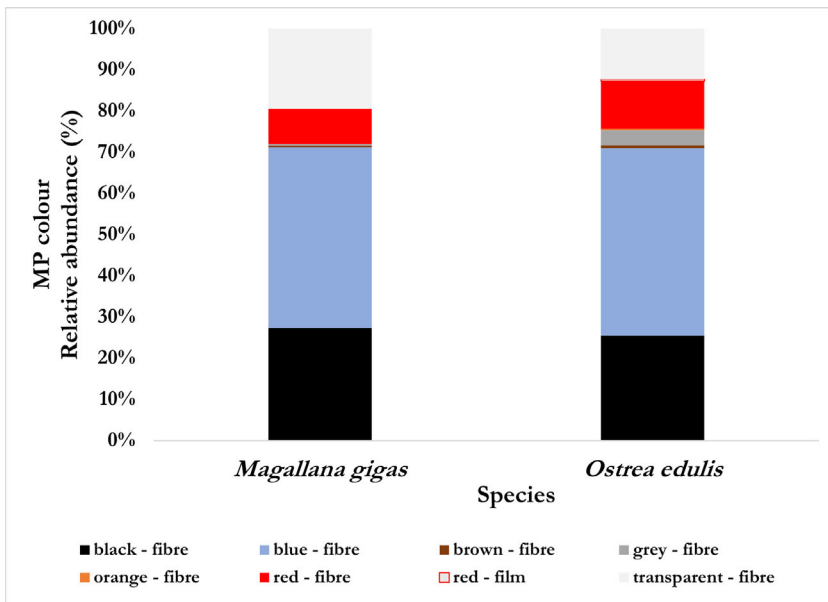 100%
90%
80%
70%
60%
50%
40%
30%
20%
10%
0%
MP colour
Relative abundance (%)
Magallana gigas Ostrea edulis
Species
black - fibre blue - fibre brown - fibre grey - fibre
orange - fibre red - fibre red - film transparent - fibre